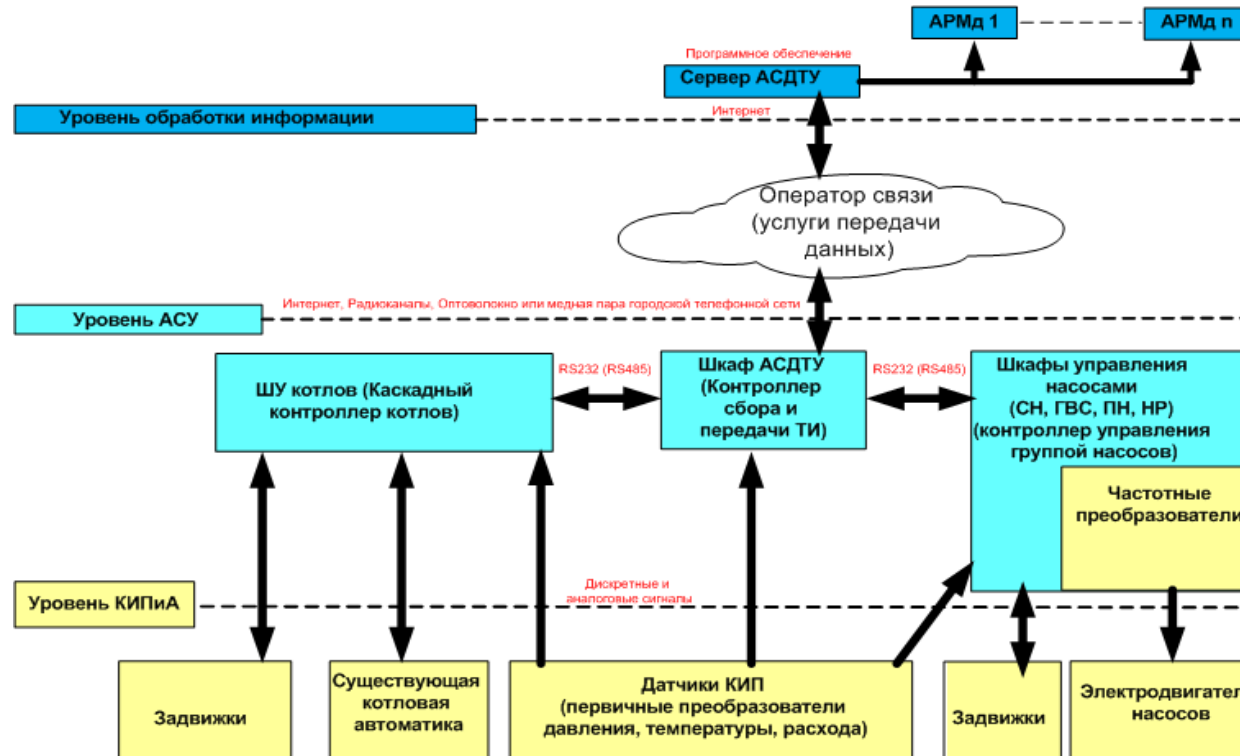 АРМд 1
АРМд n
Программное обеспечение
Сервер АСДТУ
Уровень обработки информации
Интернет
Оператор связи
(услуги передачи
данных)
Интернет, Радиоканалы, Оптоволокно или медная пара городской телефонной сети
Уровень АСУ
ШУ котлов (Каскадный
контроллер котлов)
RS232 (RS485)
Шкаф АСДТУ
(Контроллер
сбора и
передачи ТИ)
RS232 (RS485)
Шкафы управления
насосами
(СН, ГВС, ПН, НР)
(контроллер управления
группой насосов)
Частотные
преобразователи
Дискретные и
аналоговые сигналы
Уровень КИПиА
Задвижки
Существующая
котловая
автоматика
Датчики КИП
(первичные преобразователи
давления, температуры, расхода)
Задвижки
Электродвигател
насосов